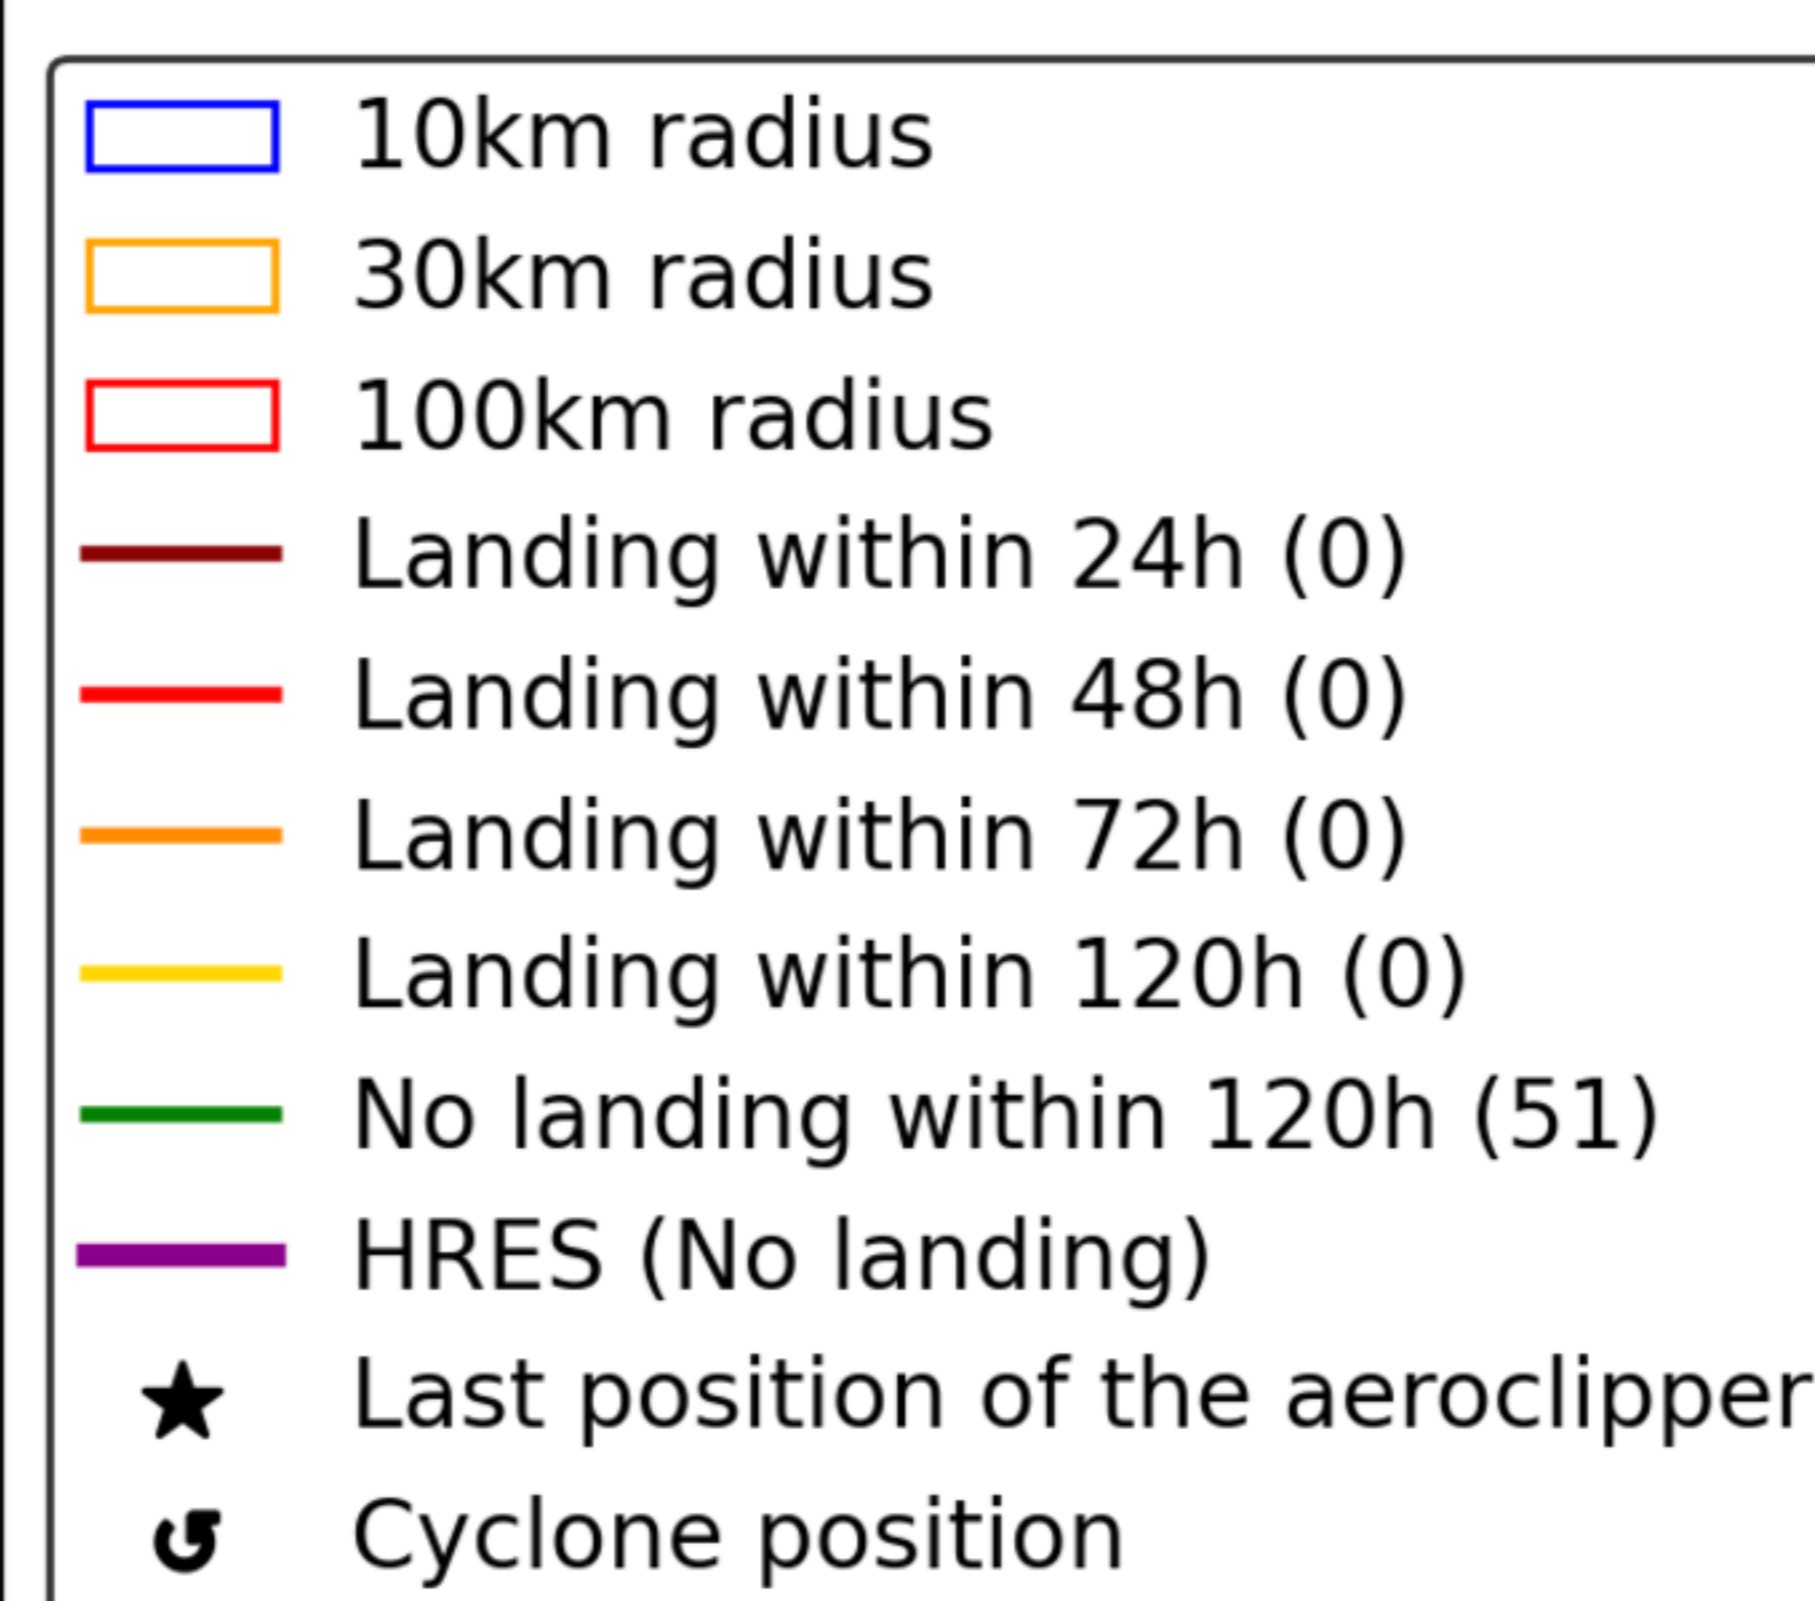 10km radius
30km radius
100km radius
Landing within 24h (0)
Landing within 48h (0)
Landing within 72h (0)
Landing within 120h (0)
No landing within 120h (51)
HRES (No landing)
Last position of the aeroclipper
Cyclone position